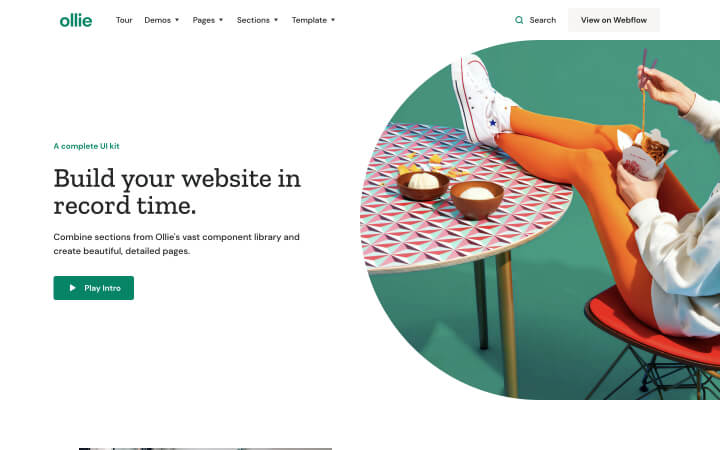 ollie
Tour
Demos
Pages
Sections
Template
Search
View on Webflow
A complete UI kit
Build your website in
record time.
Combine sections from Ollie's vast component library and
create beautiful, detailed pages.
Play Intro